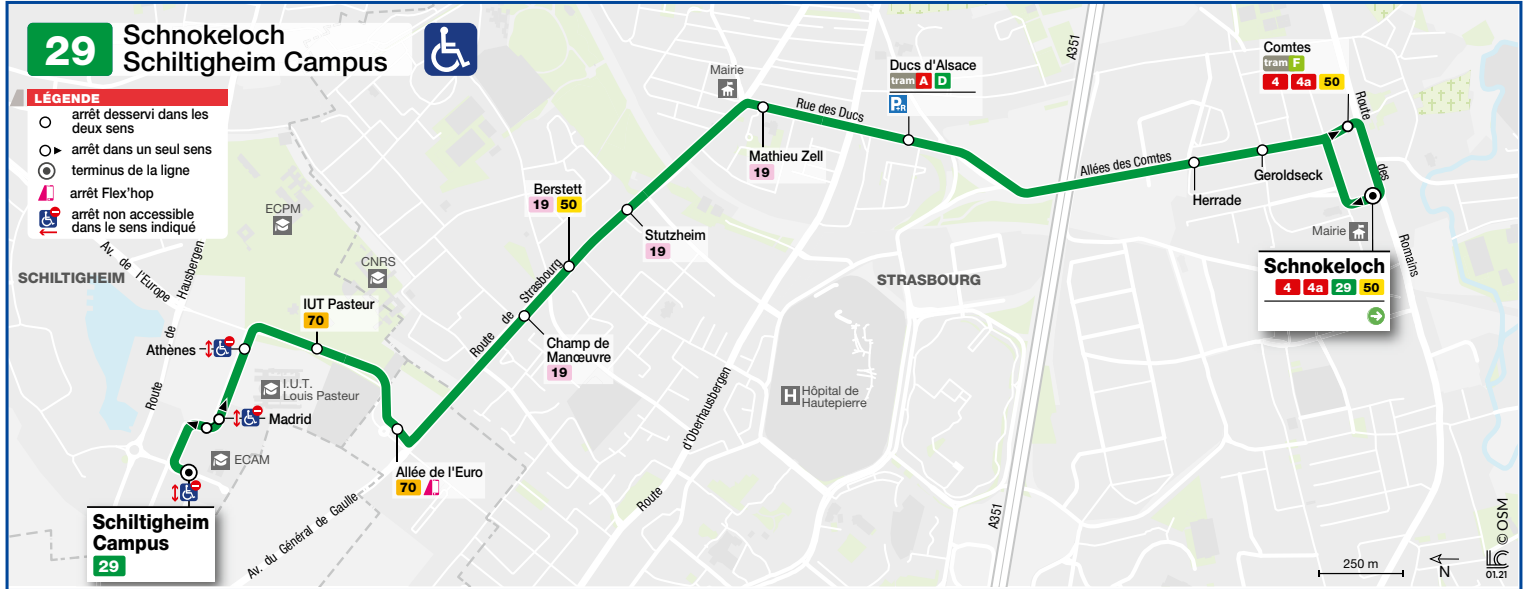 29
Schnokeloch
Schiltigheim Campus
LÉGENDE
arrêt desservi dans les
deux sens
arrêt dans un seul sens
terminus de la ligne
arrêt Flex'hop
arrêt non accessible
dans le sens indiqué
Mairie
Ducs d'Alsace
tram A D
P+R
A351
Comtes
tram F
4 4a 50
Route
des
Romains
Rue des Ducs
Mathieu Zell
19
Allées des Comtes
Geroldseck
Herrade
Berstett
19 50
Stutzheim
19
Mairie
Schnokeloch
4 4a 29 50
ECPM
CNRS
SCHILTIGHEIM
STRASBOURG
Av. de l'Europe
Route de Hausbergen
IUT Pasteur
70
Athènes
Route de Strasbourg
Champ de
Manœuvre
19
I.U.T.
Louis Pasteur
Madrid
H
Hôpital de
Hautepierre
Route d'Oberhausbergen
ECAM
Allée de l'Euro
70
Av. du Général de Gaulle
Schiltigheim
Campus
29
A351
250 m
N
© OSM
01.21